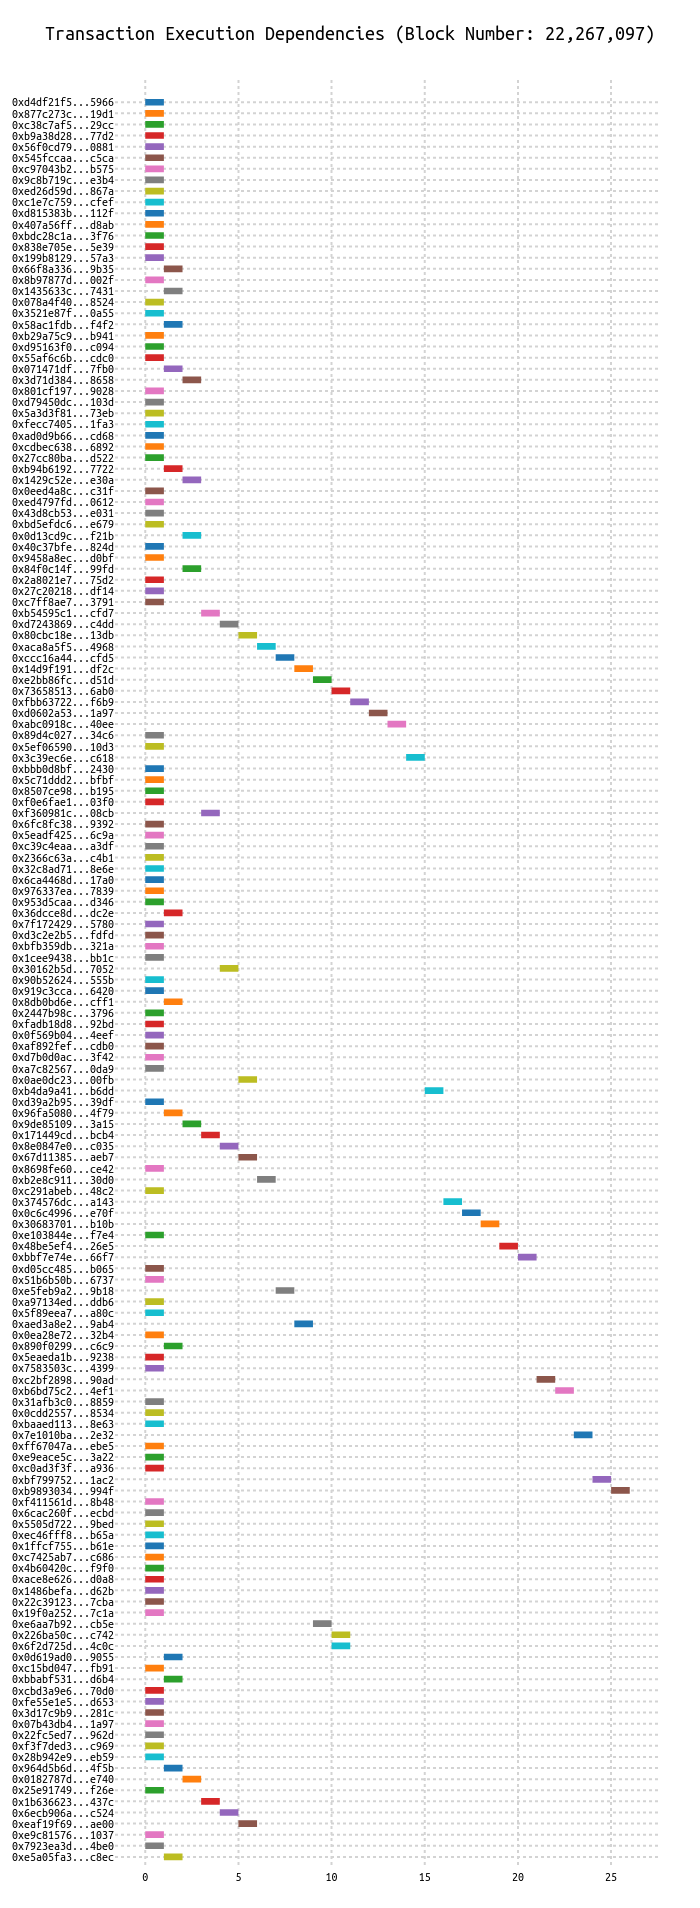 Transaction Execution Dependencies (Block Number: 22,267,097)
0xd4df21f5...5966
0x877c273c...19d1
0xc38c7af5...29cc
0xb9a38d28...77d2
0x56f0cd79...0881
0x545fccaa...c5ca
0xc97043b2...b575
0x9c8b719c...e3b4
0xed26d59d...867a
0xc1e7c759...cfef
0xd815383b...112f
0x407a56ff...d8ab
0xbdc28c1a...3f76
0x838e705e...5e39
0x199b8129...57a3
0x66f8a336...9b35
0x8b97877d...002f
0x1435633c...7431
0x078a4f40...8524
0x3521e87f...0a55
0x58ac1fdb...f4f2
0xb29a75c9...b941
0xd95163f0...c094
0x55af6c6b...cdc0
0x071471df...7fb0
0x3d71d384...8658
0x801cf197...9028
0xd79450dc...103d
0x5a3d3f81...73eb
0xfecc7405...1fa3
0xad0d9b66...cd68
0xcdbec638...6892
0x27cc80ba...d522
0xb94b6192...7722
0x1429c52e...e30a
0x0eed4a8c...c31f
0xed4797fd...0612
0x43d8cb53...e031
0xbd5efdc6...e679
0x0d13cd9c...f21b
0x40c37bfe...824d
0x9458a8ec...d0bf
0x84f0c14f...99fd
0x2a8021e7...75d2
0x27c20218...df14
0xc7ff8ae7...3791
0xb54595c1...cfd7
0xd7243869...c4dd
0x80cbc18e...13db
0xaca8a5f5...4968
0xccc16a44...cfd5
0x14d9f191...df2c
0xe2bb86fc...d51d
0x73658513...6ab0
0xfbb63722...f6b9
0xd0602a53...1a97
0xabc0918c...40ee
0x89d4c027...34c6
0x5ef06590...10d3
0x3c39ec6e...c618
0xbbb0d8bf...2430
0x5c71ddd2...bfbf
0x8507ce98...b195
0xf0e6fae1...03f0
0xf360981c...08cb
0x6fc8fc38...9392
0x5eadf425...6c9a
0xc39c4eaa...a3df
0x2366c63a...c4b1
0x32c8ad71...8e6e
0x6ca4468d...17a0
0x976337ea...7839
0x953d5caa...d346
0x36dcce8d...dc2e
0x7f172429...5780
0xd3c2e2b5...fdfd
0xbfb359db...321a
0x1cee9438...bb1c
0x30162b5d...7052
0x90b52624...555b
0x919c3cca...6420
0x8db0bd6e...cff1
0x2447b98c...3796
0xfadb18d8...92bd
0x0f569b04...4eef
0xaf892fef...cdb0
0xd7b0d0ac...3f42
0xa7c82567...0da9
0x0ae0dc23...00fb
0xb4da9a41...b6dd
0xd39a2b95...39df
0x96fa5080...4f79
0x9de85109...3a15
0x171449cd...bcb4
0x8e0847e0...c035
0x67d11385...aeb7
0x8698fe60...ce42
0xb2e8c911...30d0
0xc291abeb...48c2
0x374576dc...a143
0x0c6c4996...e70f
0x30683701...b10b
0xe103844e...f7e4
0x48be5ef4...26e5
0xbbf7e74e...66f7
0xd05cc485...b065
0x51b6b50b...6737
0xe5feb9a2...9b18
0xa97134ed...ddb6
0x5f89eea7...a80c
0xaed3a8e2...9ab4
0x0ea28e72...32b4
0x890f0299...c6c9
0x5eaeda1b...9238
0x7583503c...4399
0xc2bf2898...90ad
0xb6bd75c2...4ef1
0x31afb3c0...8859
0x0cdd2557...8534
0xbaaed113...8e63
0x7e1010ba...2e32
0xff67047a...ebe5
0xe9eace5c...3a22
0xc0ad3f3f...a936
0xbf799752...1ac2
0xb9893034...994f
0xf411561d...8b48
0x6cac260f...ecbd
0x5505d722...9bed
0xec46fff8...b65a
0x1ffcf755...b61e
0xc7425ab7...c686
0x4b60420c...f9f0
0xace8e626...d0a8
0x1486befa...d62b
0x22c39123...7cba
0x19f0a252...7c1a
0xe6aa7b92...cb5e
0x226ba50c...c742
0x6f2d725d...4c0c
0x0d619ad0...9055
0xc15bd047...fb91
0xbbabf531...d6b4
0xcbd3a9e6...70d0
0xfe55e1e5...d653
0x3d17c9b9...281c
0x07b43db4...1a97
0x22fc5ed7...962d
0xf3f7ded3...c969
0x28b942e9...eb59
0x964d5b6d...4f5b
0x0182787d...e740
0x25e91749...f26e
0x1b636623...437c
0x6ecb906a...c524
0xeaf19f69...ae00
0xe9c81576...1037
0x7923ea3d...4be0
0xe5a05fa3...c8ec
0 5 10 15 20 25